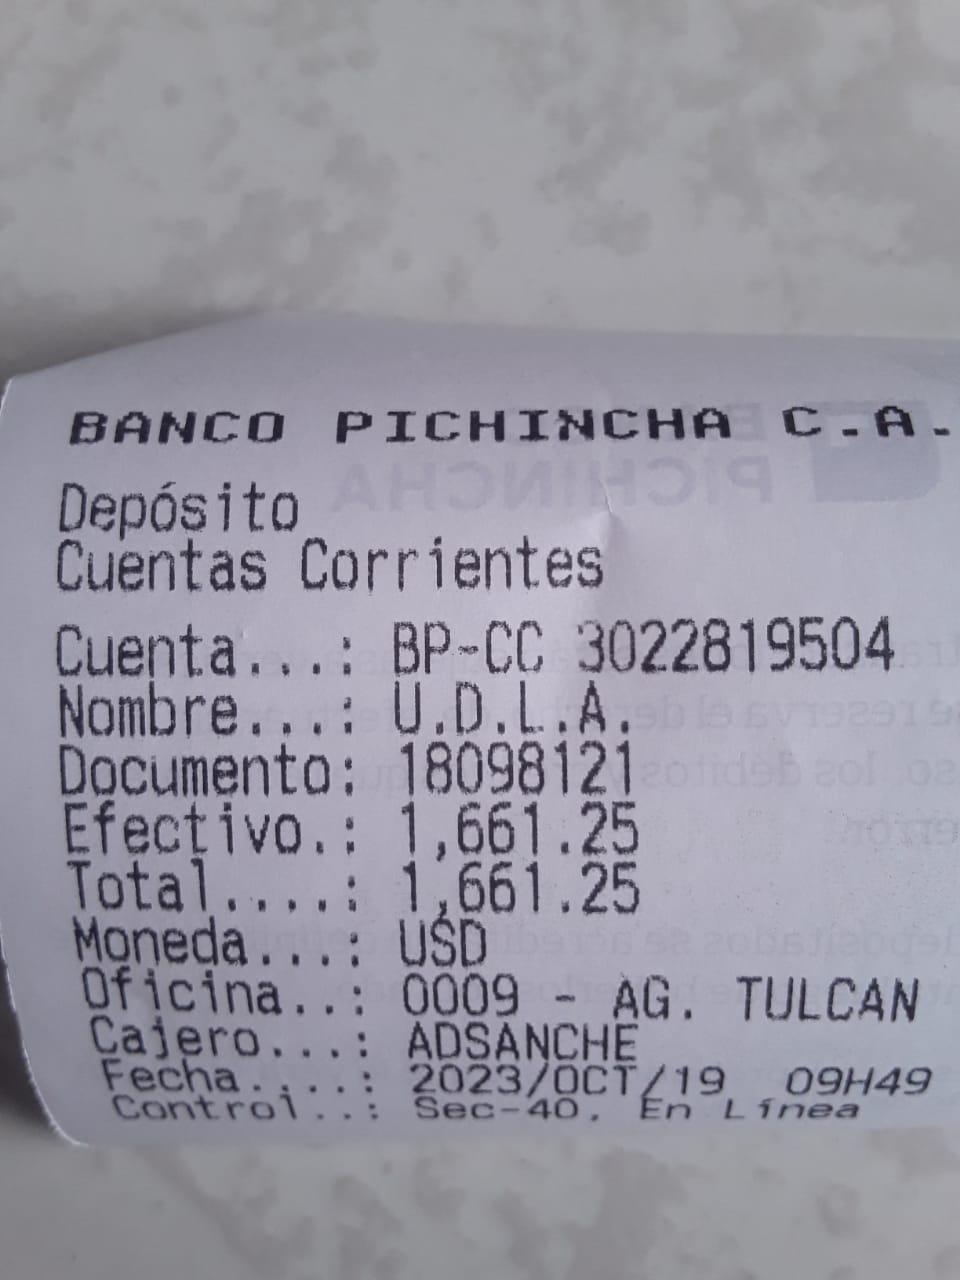 BANCO PICHINCHA C.A.
Depósito
Cuentas Corrientes
Cuenta...: BP-CC 3022819504
Nombre...: U.D.L.A.
Documento: 18098121
Efectivo.: 1,661.25
Total....: 1,661.25
Moneda...: USD
Oficina..: 0009 - AG. TULCAN
Cajero...: ADSANCHE
Fecha....: 2023/OCT/19 09H49
Control..: Sec-40, En Línea